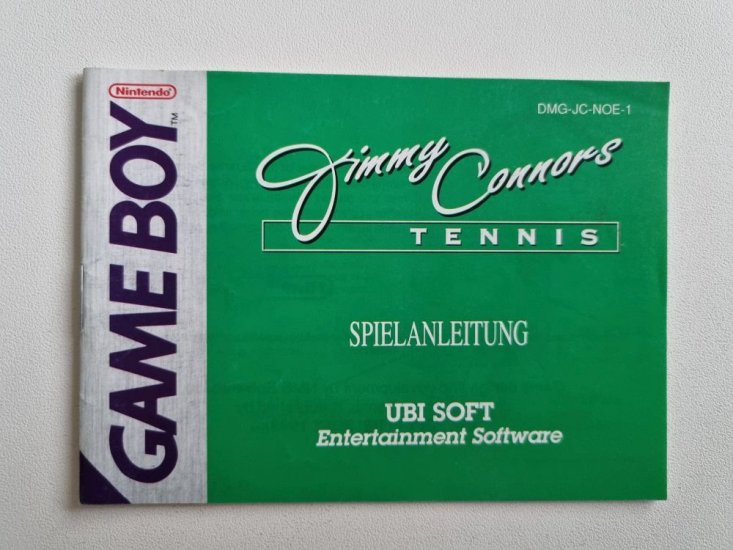 Nintendo®
GAME BOY™
DMG-JC-NOE-1
Jimmy Connors
TENNIS
SPIELANLEITUNG
UBI SOFT
Entertainment Software